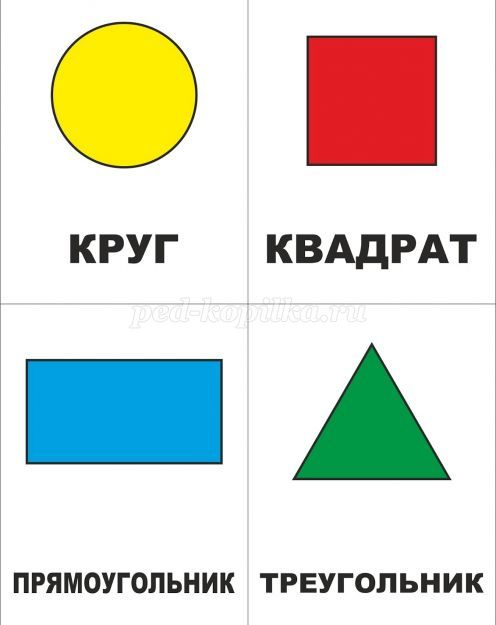 КРУГ
КВАДРАТ
ped-kopilka.ru
ПРЯМОУГОЛЬНИК
ТРЕУГОЛЬНИК